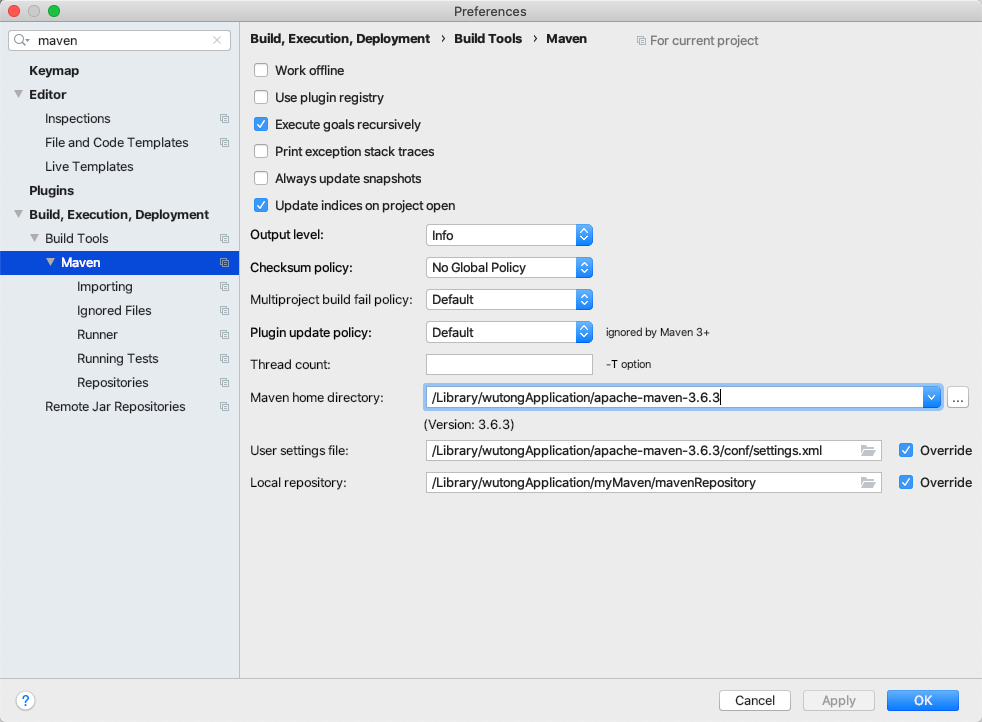 Preferences
maven
Keymap
Editor
Inspections
File and Code Templates
Live Templates
Plugins
Build, Execution, Deployment
Build Tools
Maven
Importing
Ignored Files
Runner
Running Tests
Repositories
Remote Jar Repositories
Build, Execution, Deployment › Build Tools › Maven For current project
Work offline
Use plugin registry
Execute goals recursively
Print exception stack traces
Always update snapshots
Update indices on project open
Output level: Info
Checksum policy: No Global Policy
Multiproject build fail policy: Default
Plugin update policy: Default ignored by Maven 3+
Thread count: -T option
Maven home directory: /Library/wutongApplication/apache-maven-3.6.3 ...
(Version: 3.6.3)
User settings file: /Library/wutongApplication/apache-maven-3.6.3/conf/settings.xml Override
Local repository: /Library/wutongApplication/myMaven/mavenRepository Override
? Cancel Apply OK